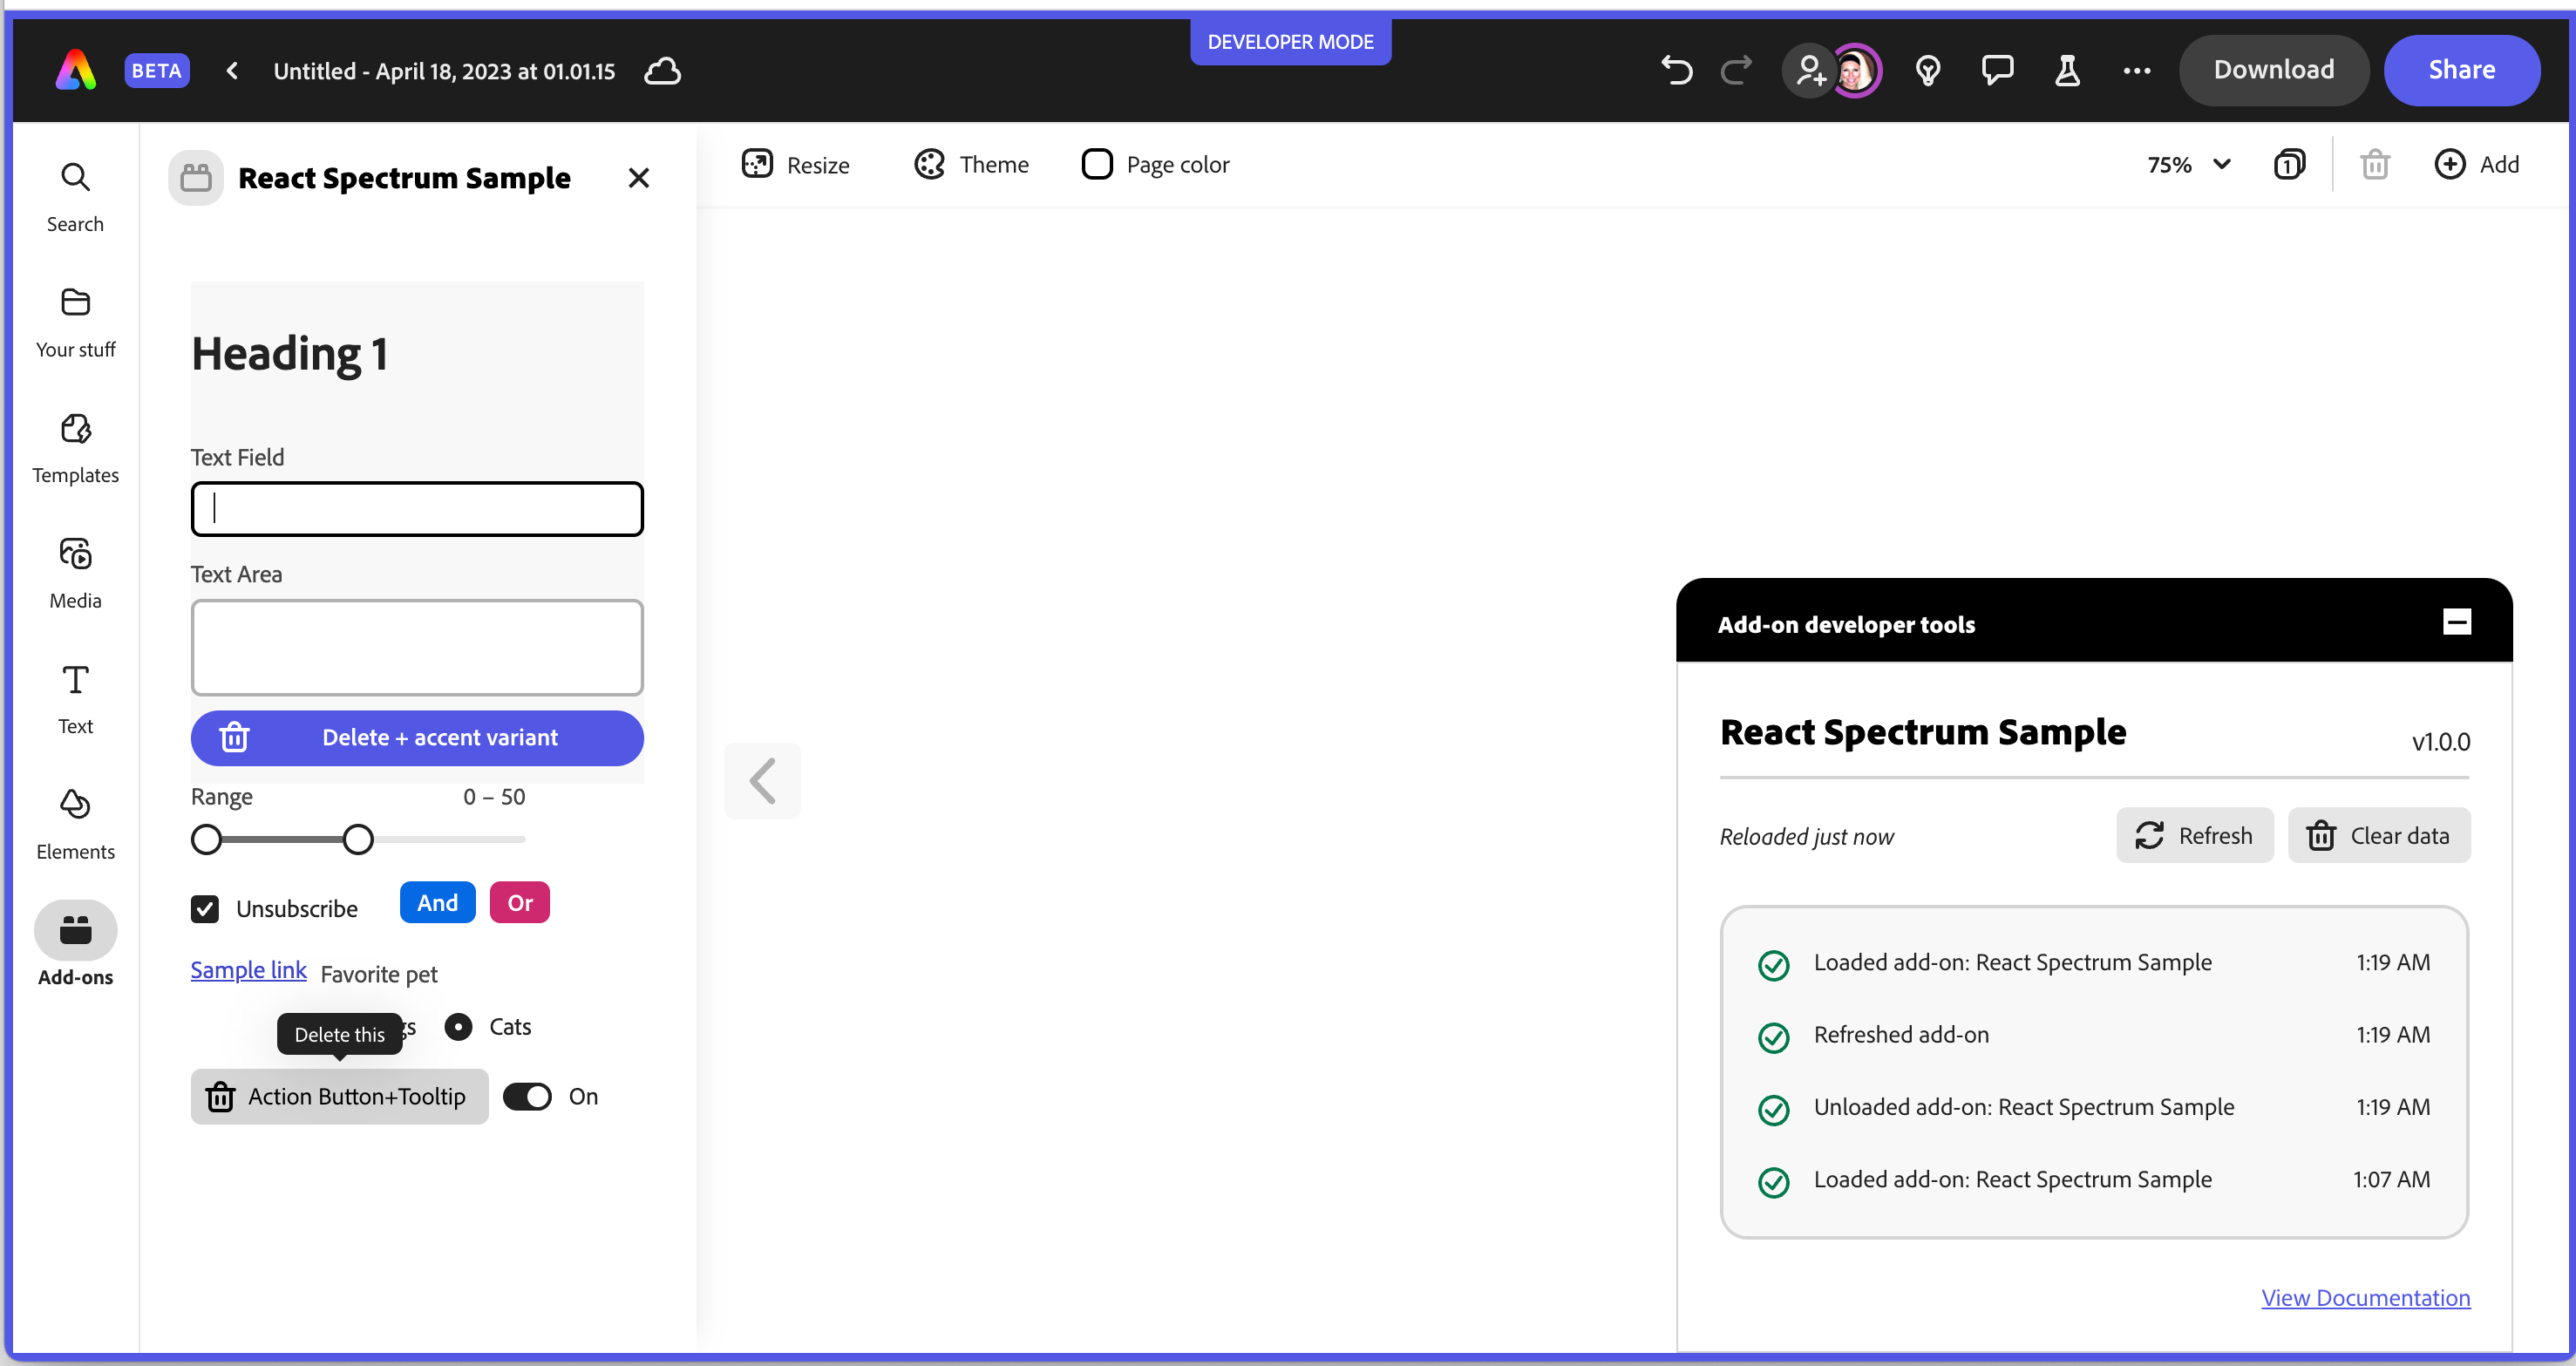 DEVELOPER MODE
BETA
Untitled - April 18, 2023 at 01.01.15
Download
Share
Search
Your stuff
Templates
Media
Text
Elements
Add-ons
React Spectrum Sample
Heading 1
Text Field
Text Area
Delete + accent variant
Range 0 – 50
Unsubscribe And Or
Sample link Favorite pet
Delete this
Cats
Action Button+Tooltip On
Resize Theme Page color
75% 1 Add
Add-on developer tools
React Spectrum Sample v1.0.0
Reloaded just now Refresh Clear data
Loaded add-on: React Spectrum Sample 1:19 AM
Refreshed add-on 1:19 AM
Unloaded add-on: React Spectrum Sample 1:19 AM
Loaded add-on: React Spectrum Sample 1:07 AM
View Documentation